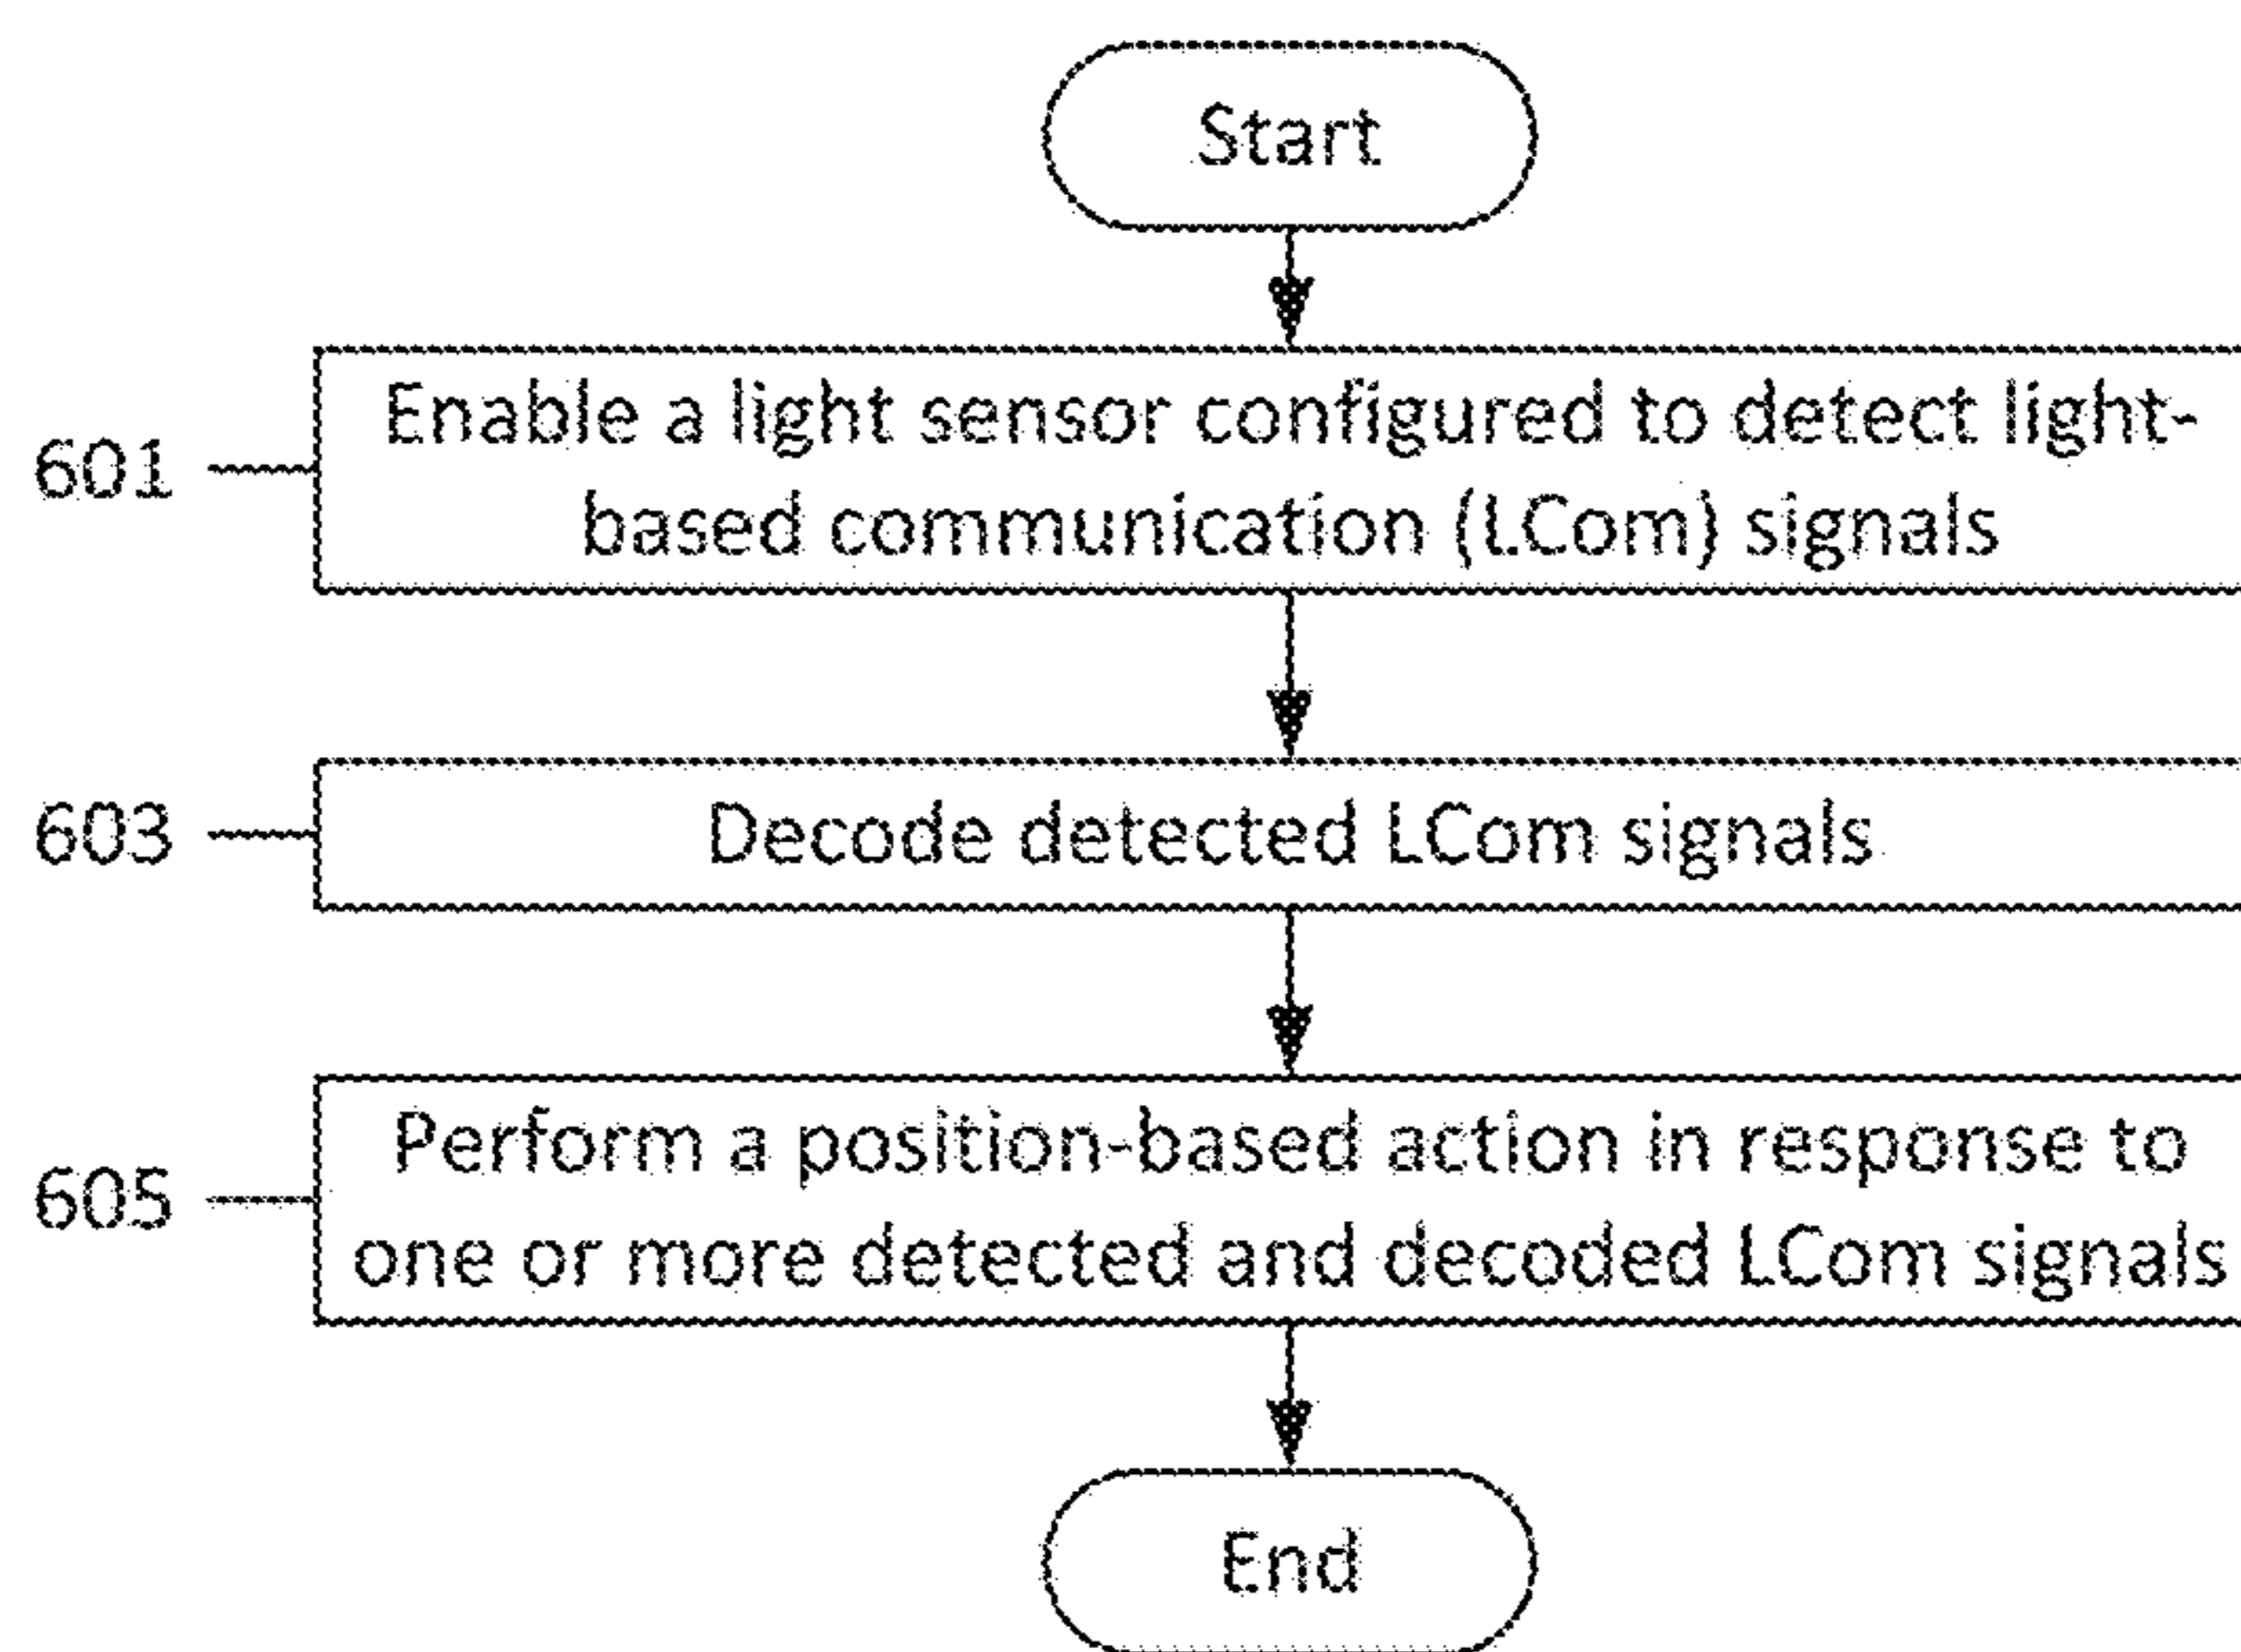 Start
601
Enable a light sensor configured to detect light-
based communication (LCom) signals
603
Decode detected LCom signals
605
Perform a position-based action in response to
one or more detected and decoded LCom signals
End